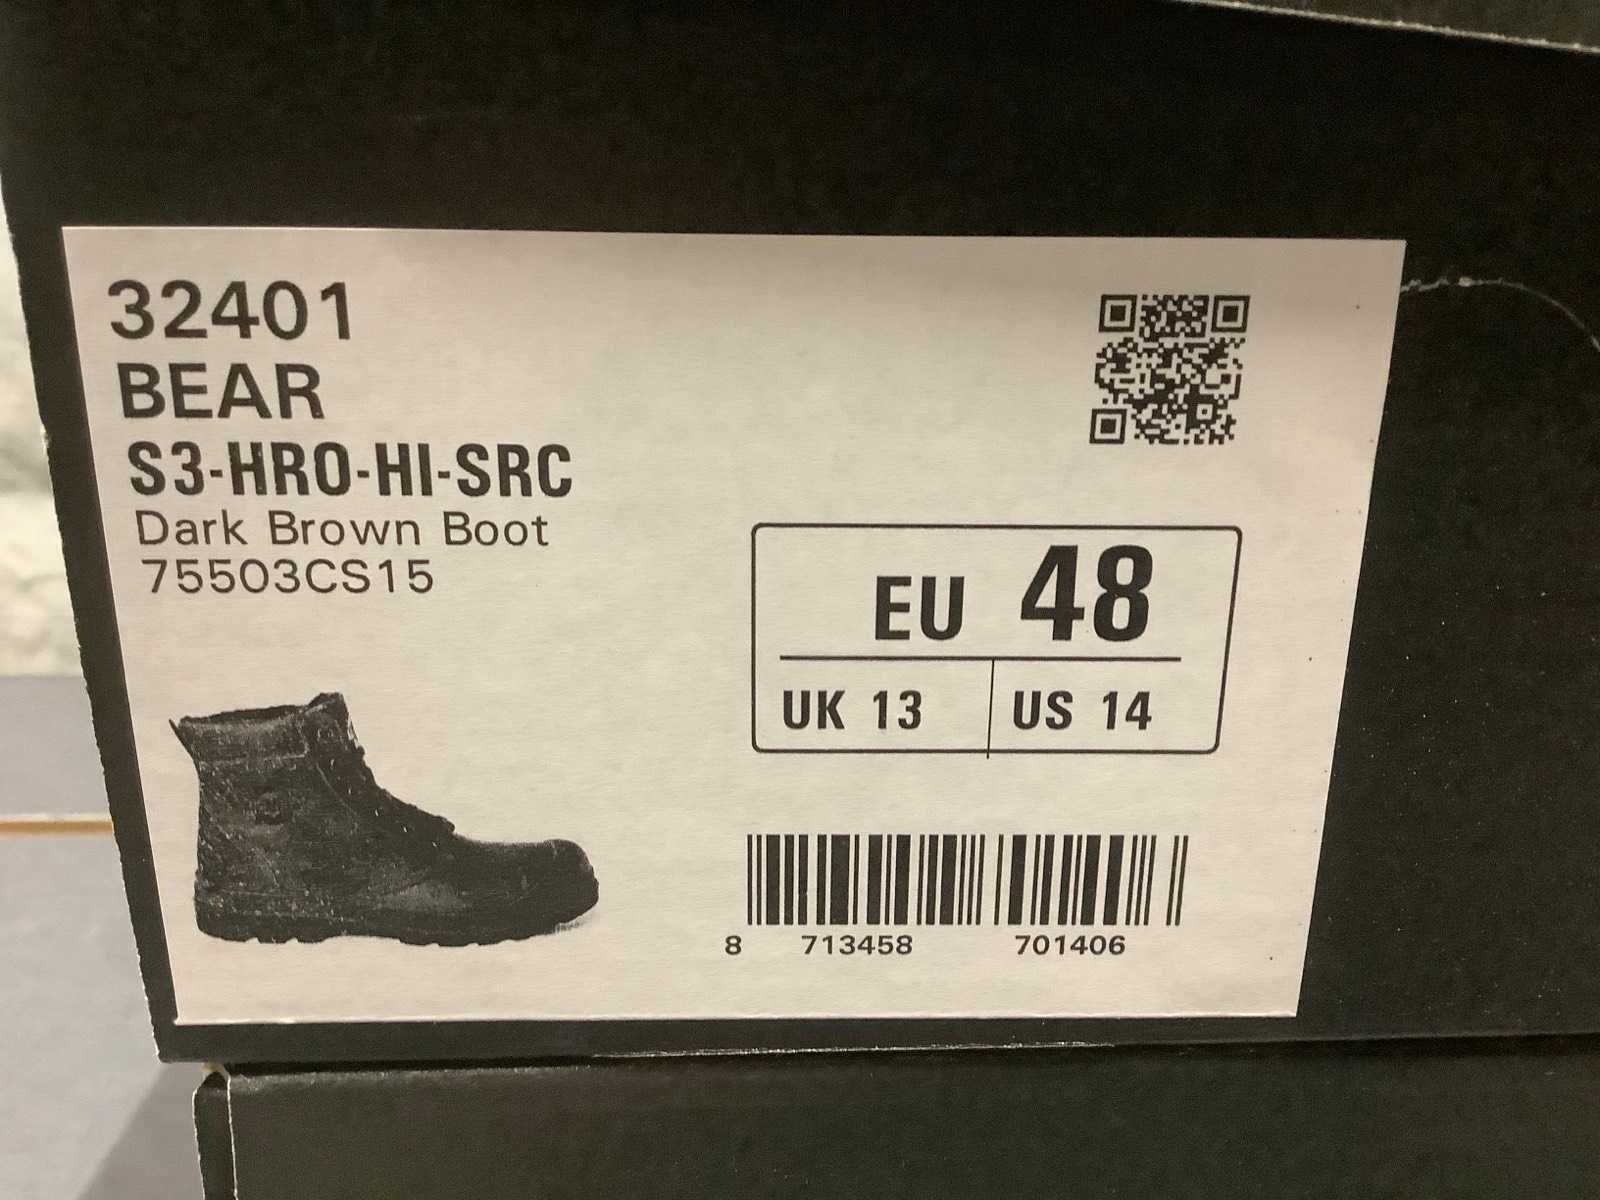 32401
BEAR
S3-HRO-HI-SRC
Dark Brown Boot
75503CS15
EU 48
UK 13 US 14
8 713458 701406